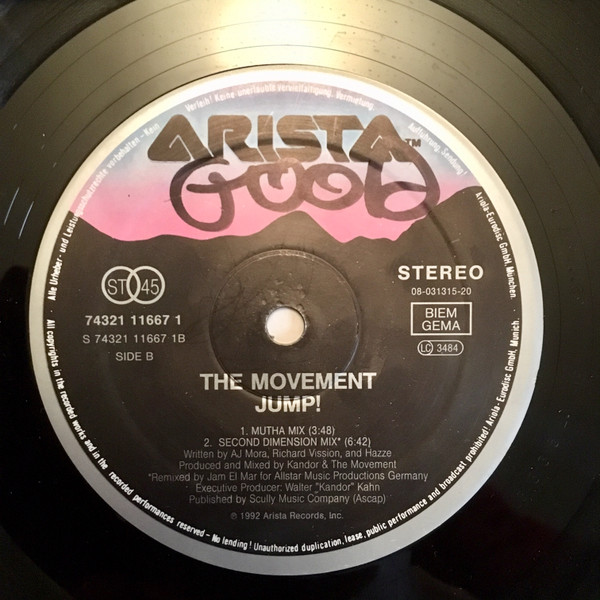 ARISTA™
STEREO
08-031315-20
BIEM
GEMA
LC 3484
ST 45
74321 11667 1
S 74321 11667 1B
SIDE B
THE MOVEMENT
JUMP!
1. MUTHA MIX (3:48)
2. SECOND DIMENSION MIX* (6:42)
Written by AJ Mora, Richard Vission, and Hazze
Produced and Mixed by Kandor & The Movement
*Remixed by Jam El Mar for Allstar Music Productions Germany
Executive Producer: Walter "Kandor" Kahn
Published by Scully Music Company (Ascap)
℗ 1992 Arista Records, Inc.
Alle Urheber- und Leistungsschutzrechte vorbehalten - Kein Verleih! Keine unerlaubte Vervielfältigung, Vermietung, Aufführung, Sendung!
Ariola-Eurodisc GmbH, München.
All copyrights in the recorded works and in the recorded performances reserved - No lending! Unauthorized duplication, lease, public performance and broadcast prohibited! Ariola-Eurodisc GmbH, Munich.